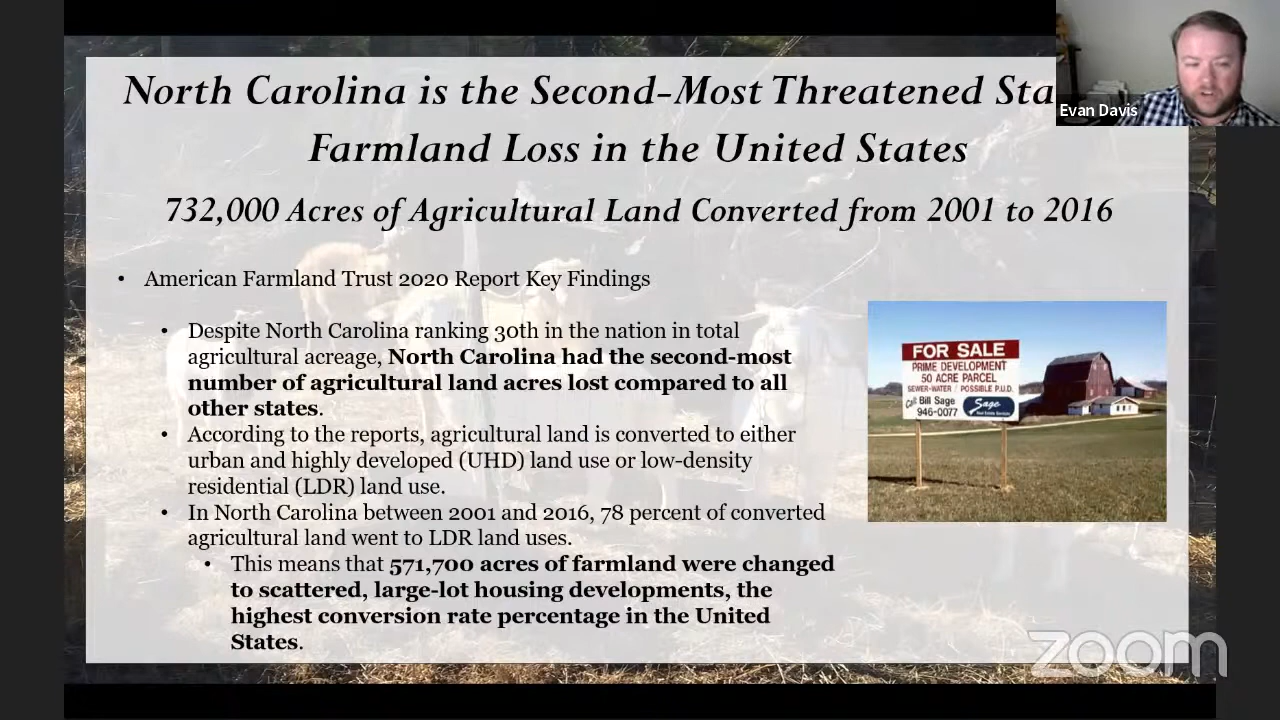 North Carolina is the Second-Most Threatened Sta
Evan Davis
Farmland Loss in the United States
732,000 Acres of Agricultural Land Converted from 2001 to 2016
• American Farmland Trust 2020 Report Key Findings
• Despite North Carolina ranking 30th in the nation in total
agricultural acreage, North Carolina had the second-most
number of agricultural land acres lost compared to all
other states.
• According to the reports, agricultural land is converted to either
urban and highly developed (UHD) land use or low-density
residential (LDR) land use.
• In North Carolina between 2001 and 2016, 78 percent of converted
agricultural land went to LDR land uses.
• This means that 571,700 acres of farmland were changed
to scattered, large-lot housing developments, the
highest conversion rate percentage in the United
States.
FOR SALE
PRIME DEVELOPMENT
50 ACRE PARCEL
SEWER-WATER / POSSIBLE P.U.D.
Call Bill Sage
946-0077
Sage
Real Estate Services
zoom